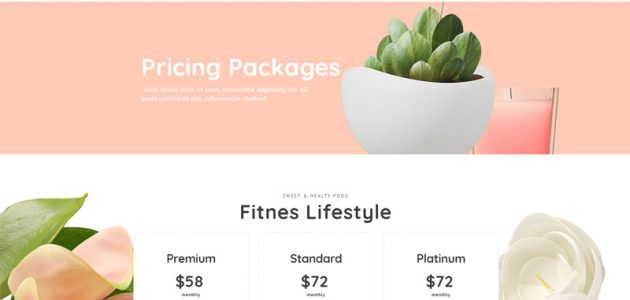 Pricing Packages
Lorem ipsum dolor sit amet, consectetur adipiscing elit. All
quam a tincidunt visi, pellentesque eleifend.
SWEET & HEALTY FOOD
Fitnes Lifestyle
Premium Standard Platinum
$58 $72 $72
monthly monthly monthly